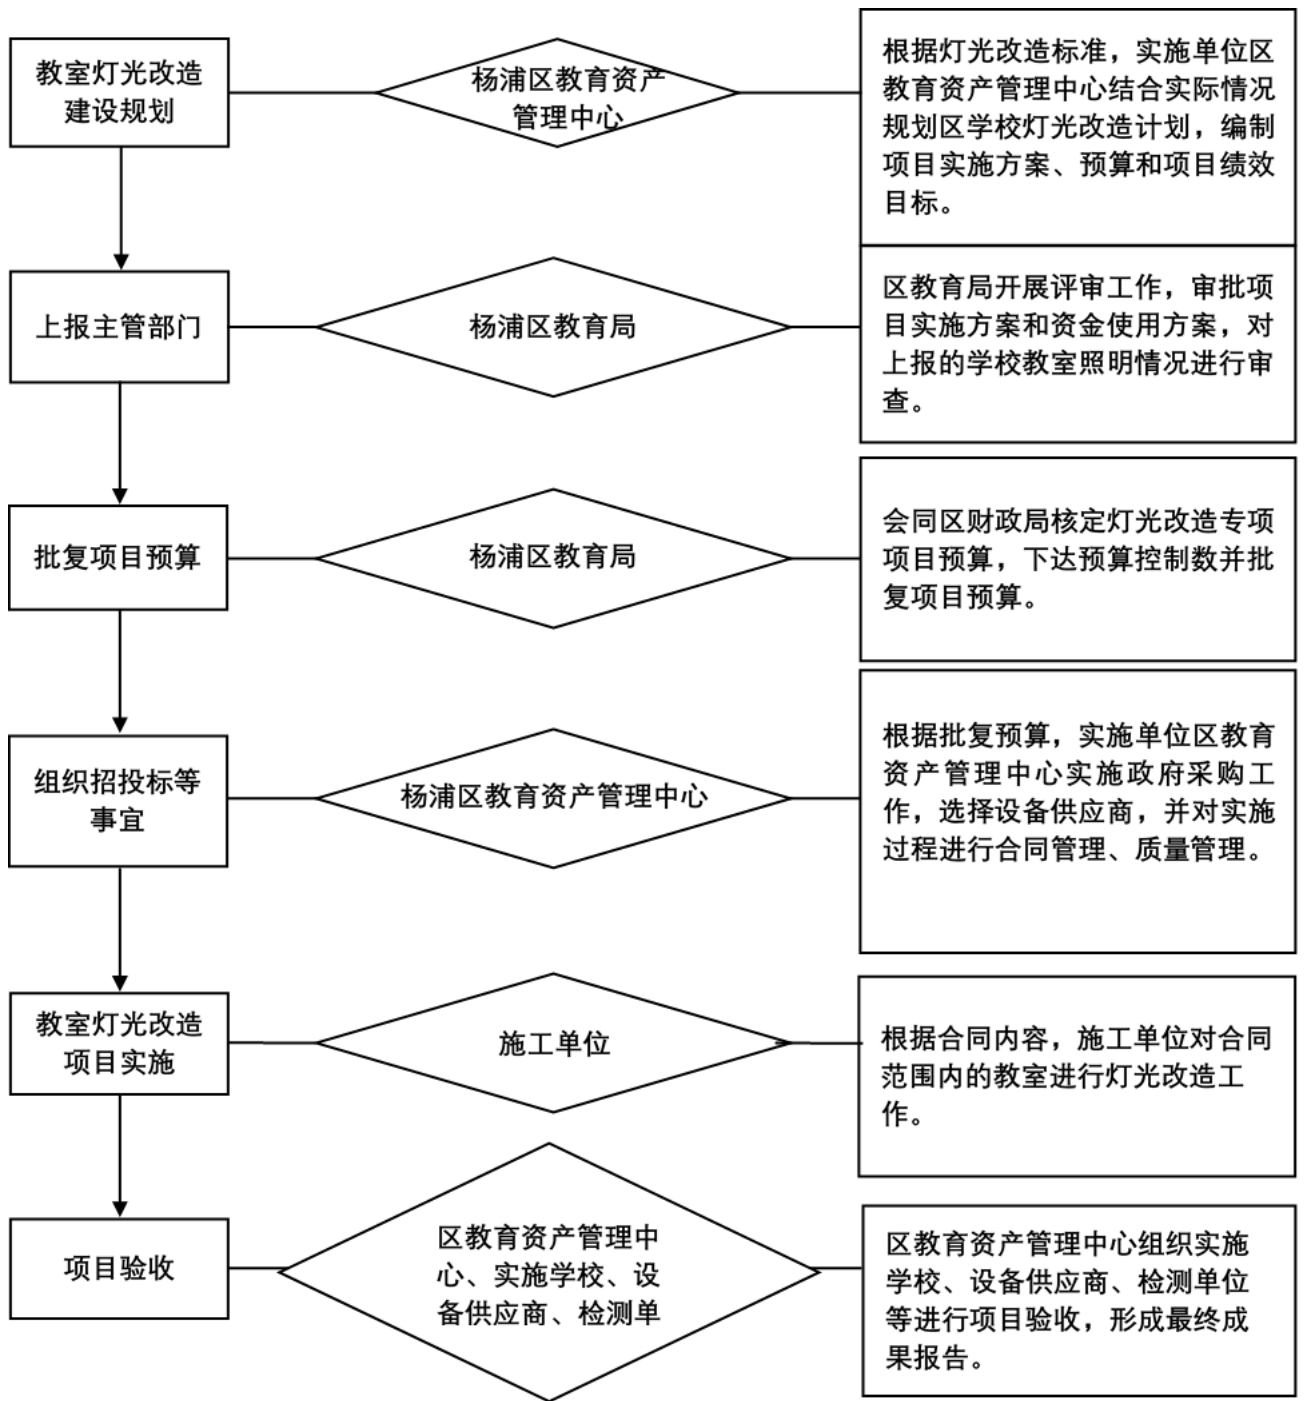 教室灯光改造
建设规划
杨浦区教育资产
管理中心
根据灯光改造标准，实施单位区
教育资产管理中心结合实际情况
规划区学校灯光改造计划，编制
项目实施方案、预算和项目绩效
目标。
上报主管部门
杨浦区教育局
区教育局开展评审工作，审批项
目实施方案和资金使用方案，对
上报的学校教室照明情况进行审
查。
批复项目预算
杨浦区教育局
会同区财政局核定灯光改造专项
项目预算，下达预算控制数并批
复项目预算。
组织招投标等
事宜
杨浦区教育资产管理中心
根据批复预算，实施单位区教育
资产管理中心实施政府采购工
作，选择设备供应商，并对实施
过程进行合同管理、质量管理。
教室灯光改造
项目实施
施工单位
根据合同内容，施工单位对合同
范围内的教室进行灯光改造工
作。
项目验收
区教育资产管理中
心、实施学校、设
备供应商、检测单
区教育资产管理中心组织实施
学校、设备供应商、检测单位
等进行项目验收，形成最终成
果报告。